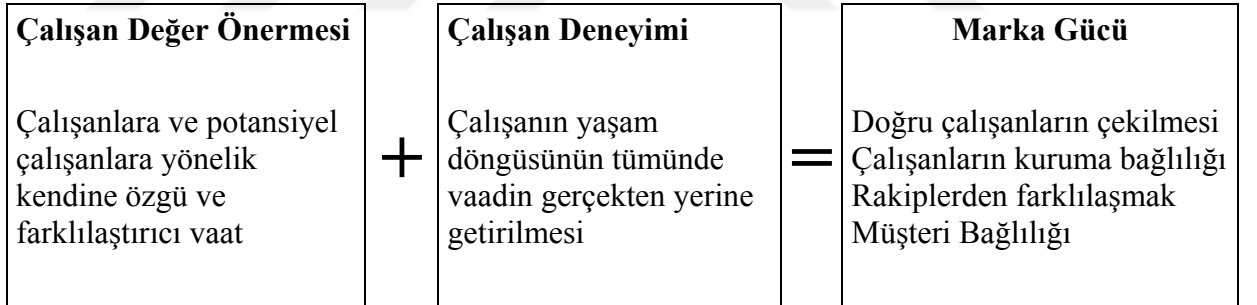 Çalışan Değer Önermesi
Çalışanlara ve potansiyel
çalışanlara yönelik
kendine özgü ve
farklılaştırıcı vaat
+
Çalışan Deneyimi
Çalışanın yaşam
döngüsünün tümünde
vaadin gerçekten yerine
getirilmesi
=
Marka Gücü
Doğru çalışanların çekilmesi
Çalışanların kuruma bağlılığı
Rakiplerden farklılaşmak
Müşteri Bağlılığı